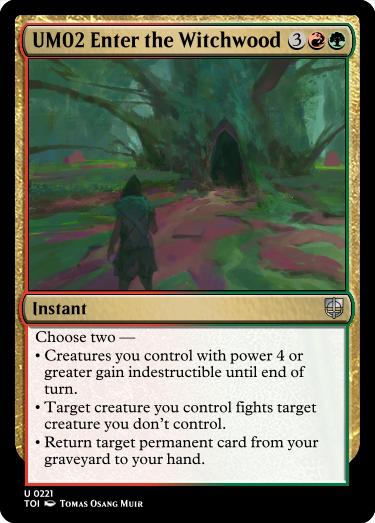 UM02 Enter the Witchwood 3
Instant
Choose two —
• Creatures you control with power 4 or
greater gain indestructible until end of
turn.
• Target creature you control fights target
creature you don't control.
• Return target permanent card from your
graveyard to your hand.
U 0221
TOI Tomas Osang Muir